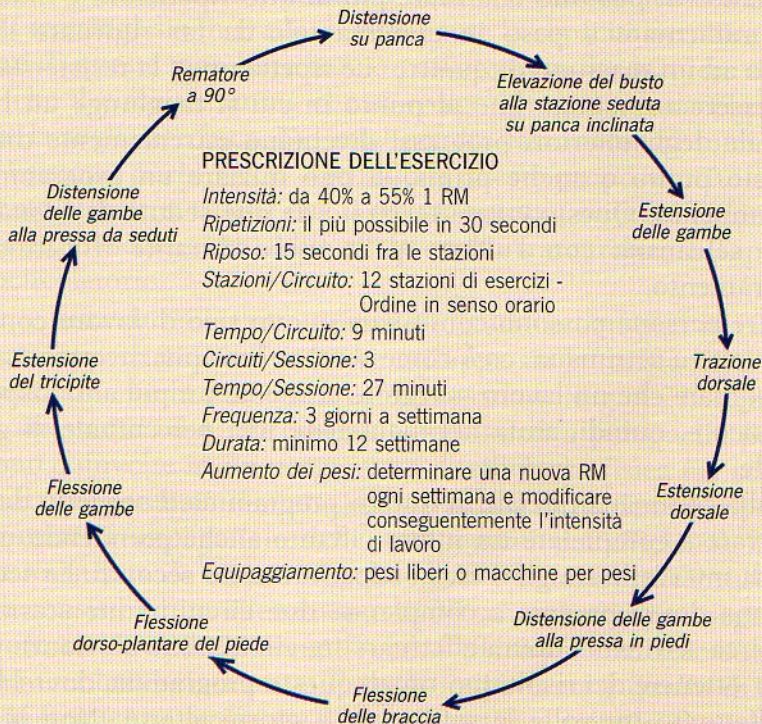 Distensione
su panca
Elevazione del busto
alla stazione seduta
su panca inclinata
Estensione
delle gambe
Trazione
dorsale
Estensione
dorsale
Distensione delle gambe
alla pressa in piedi
Flessione
delle braccia
Flessione
dorso-plantare del piede
Flessione
delle gambe
Estensione
del tricipite
Distensione
delle gambe
alla pressa da seduti
Rematore
a 90°
PRESCRIZIONE DELL'ESERCIZIO
Intensità: da 40% a 55% 1 RM
Ripetizioni: il più possibile in 30 secondi
Riposo: 15 secondi fra le stazioni
Stazioni/Circuito: 12 stazioni di esercizi -
Ordine in senso orario
Tempo/Circuito: 9 minuti
Circuiti/Sessione: 3
Tempo/Sessione: 27 minuti
Frequenza: 3 giorni a settimana
Durata: minimo 12 settimane
Aumento dei pesi: determinare una nuova RM
ogni settimana e modificare
conseguentemente l'intensità
di lavoro
Equipaggiamento: pesi liberi o macchine per pesi